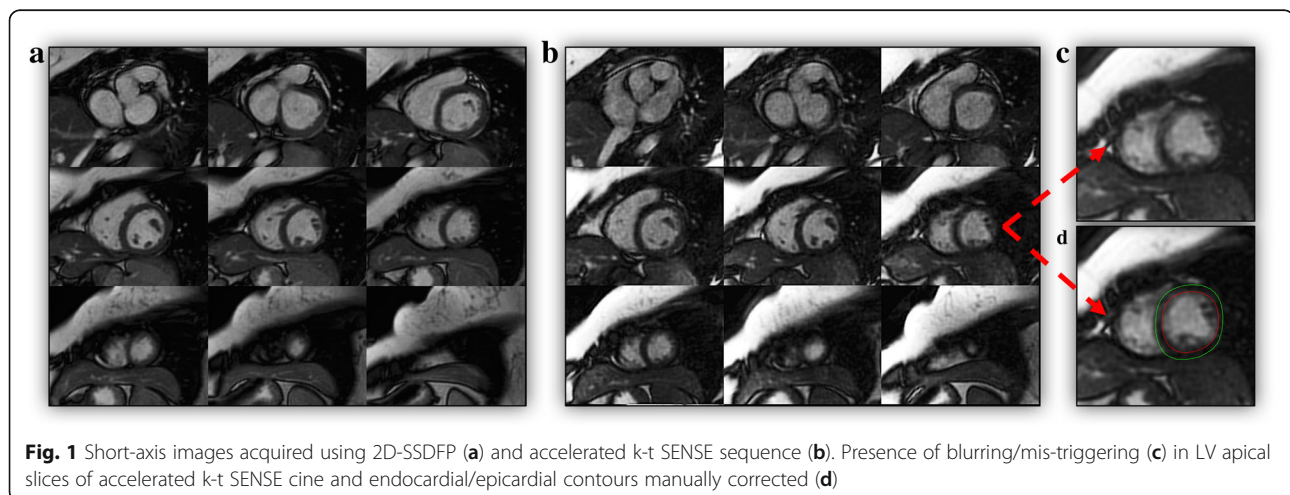 a
b
c
d
Fig. 1 Short-axis images acquired using 2D-SSDFP (a) and accelerated k-t SENSE sequence (b). Presence of blurring/mis-triggering (c) in LV apical
slices of accelerated k-t SENSE cine and endocardial/epicardial contours manually corrected (d)